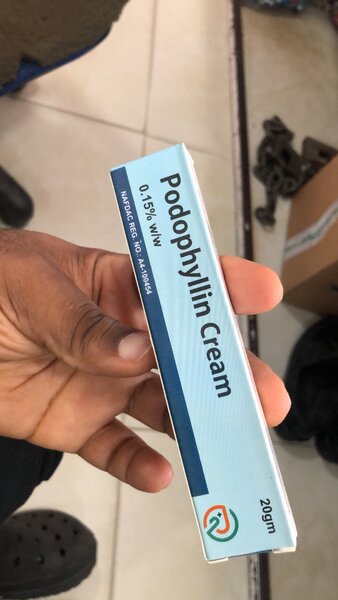 Podophyllin Cream
0.15% w/w
NAFDAC REG. NO.: A4-100454
20gm